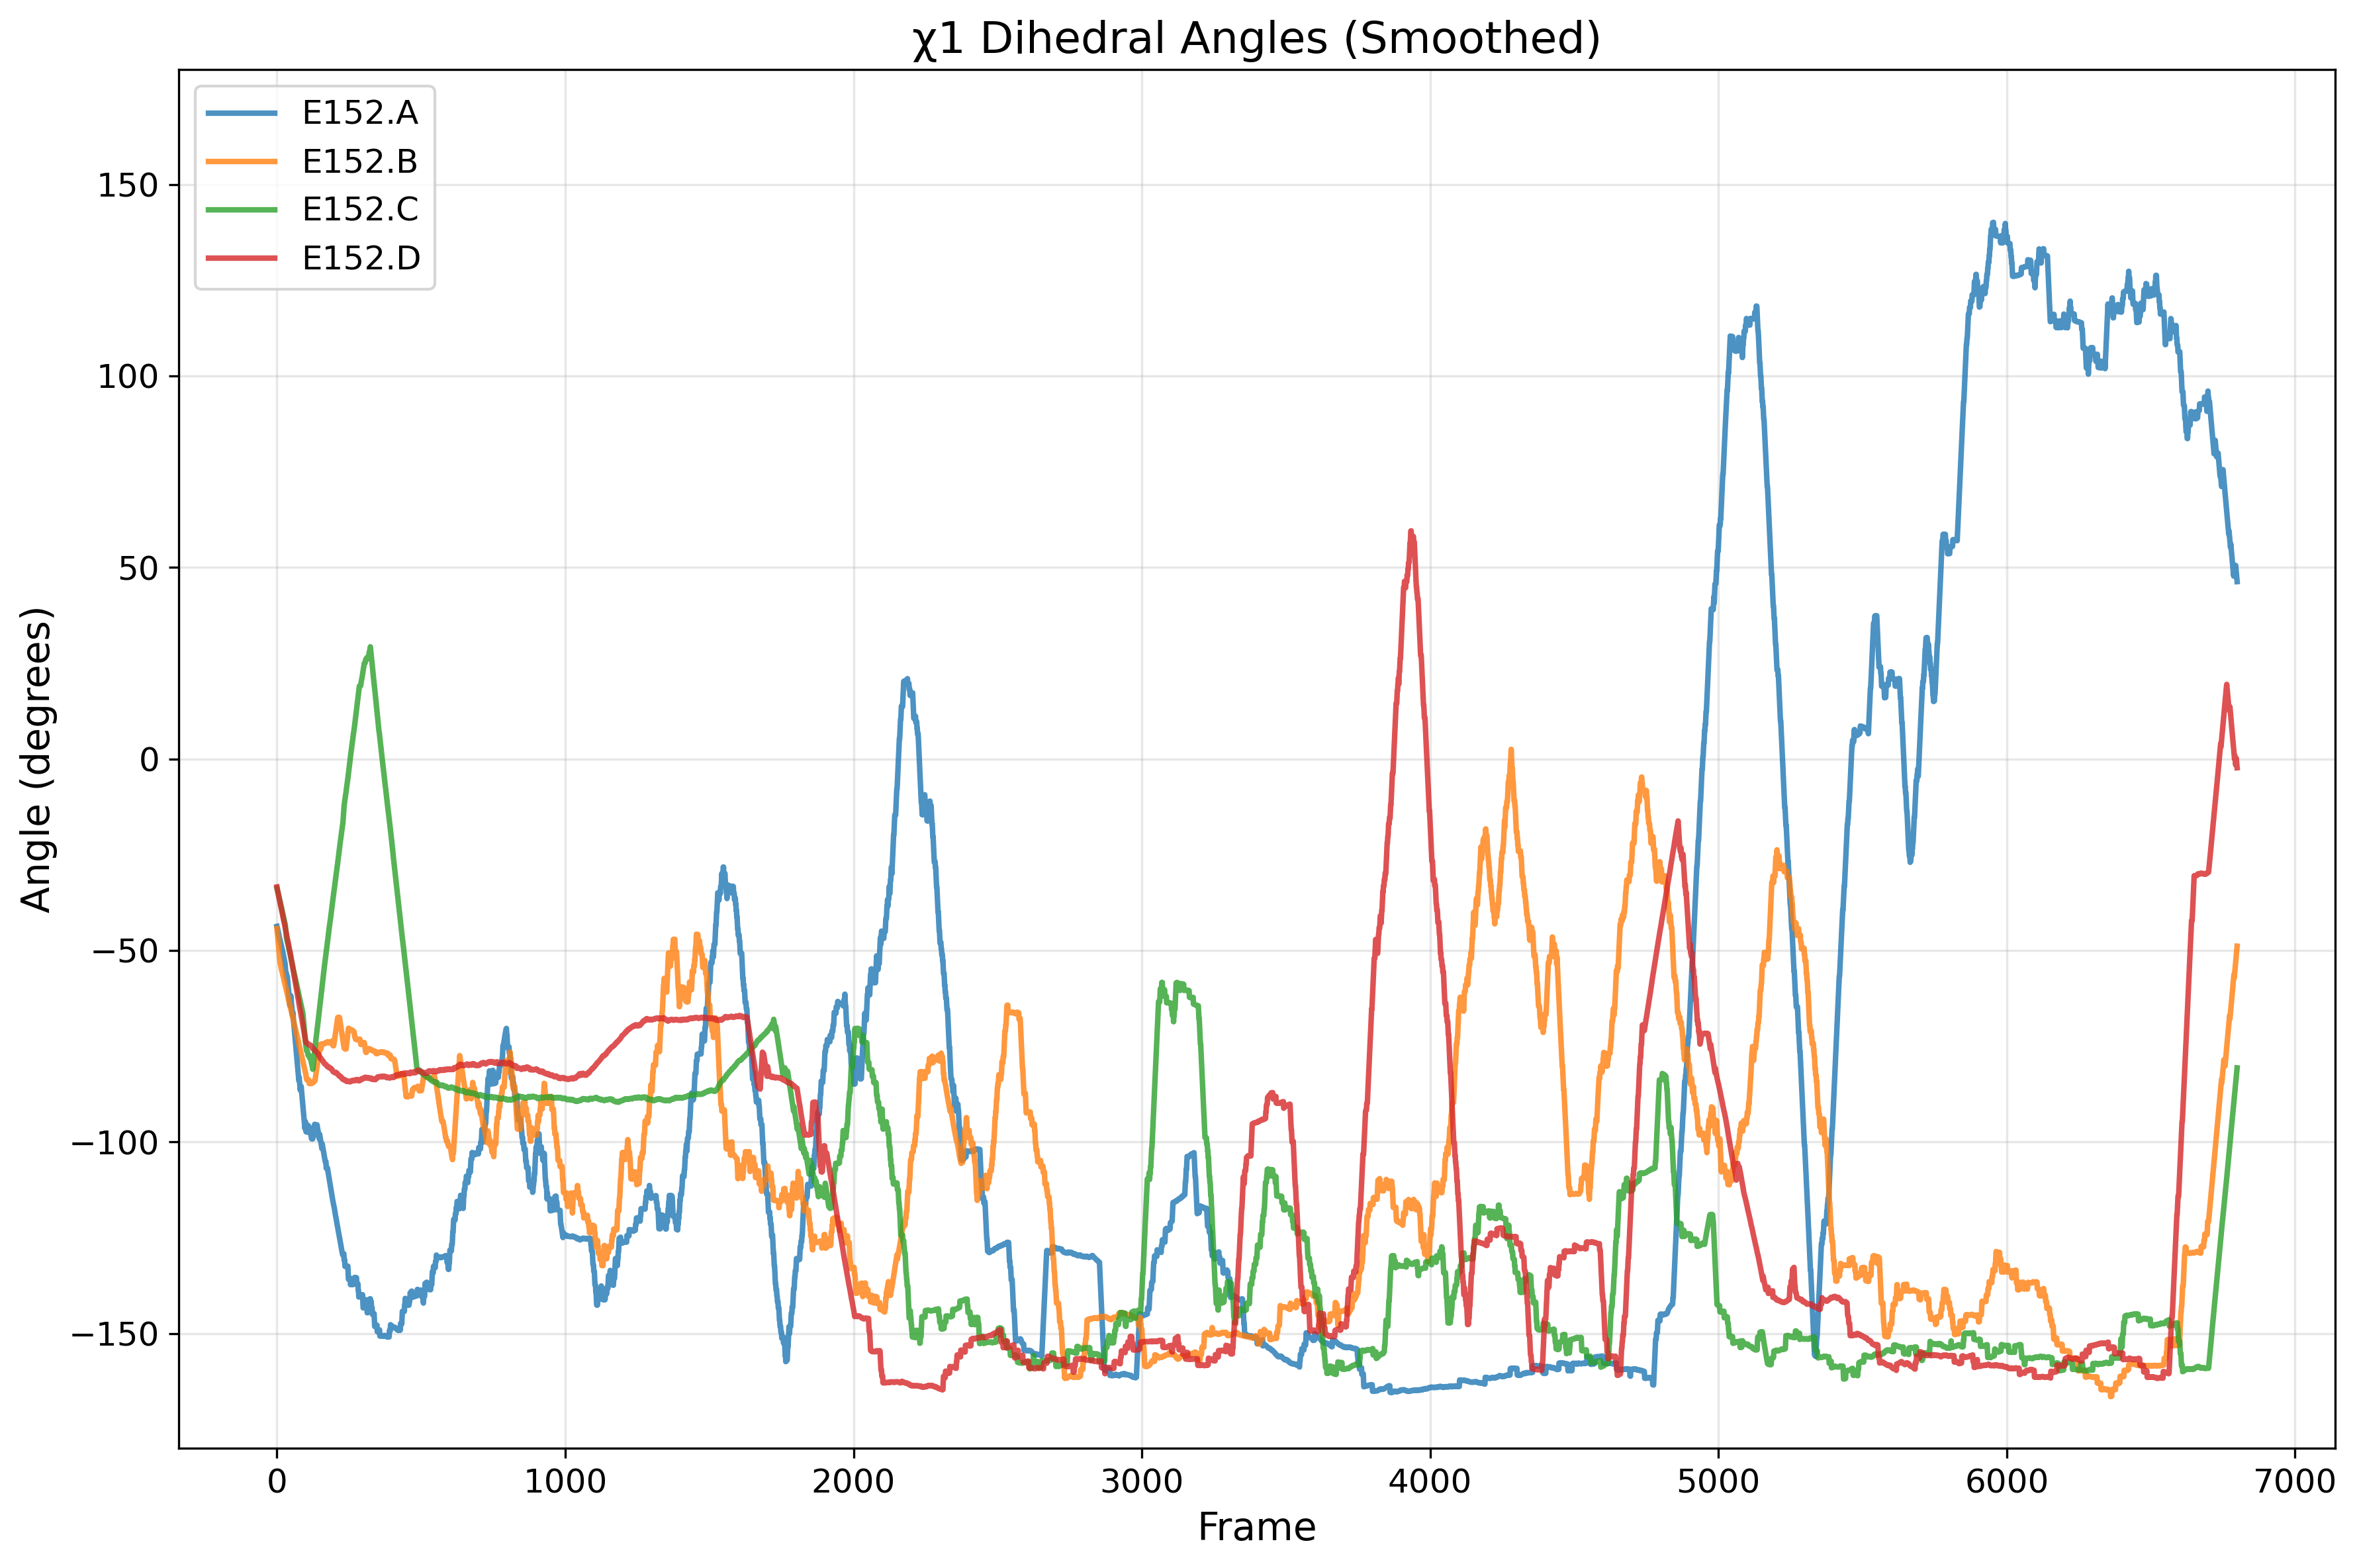 χ1 Dihedral Angles (Smoothed)
E152.A
E152.B
E152.C
E152.D
Angle (degrees)
150
100
50
0
−50
−100
−150
0 1000 2000 3000 4000 5000 6000 7000
Frame